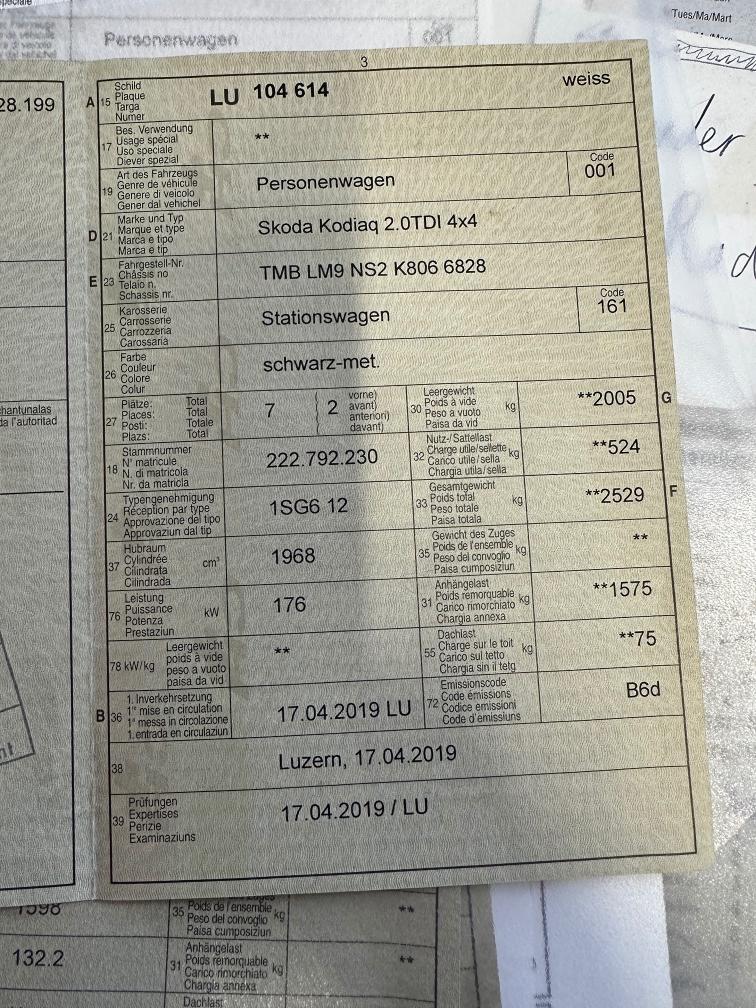 Tues/Ma/Mart
Personenwagen 001
3
28.199
A 15 Schild
Plaque
Targa
Numer
LU 104 614 weiss
17 Bes. Verwendung
Usage spécial
Uso speciale
Diever spezial
**
19 Art des Fahrzeugs
Genre de véhicule
Genere di veicolo
Gener dal vehichel
Personenwagen
Code
001
D 21 Marke und Typ
Marque et type
Marca e tipo
Marca e tip
Skoda Kodiaq 2.0TDI 4x4
E 23 Fahrgestell-Nr.
Châssis no
Telaio n.
Schassis nr.
TMB LM9 NS2 K806 6828
25 Karosserie
Carrosserie
Carrozzeria
Carossaria
Stationswagen
Code
161
26 Farbe
Couleur
Colore
Colur
schwarz-met.
27 Plätze: Total
Places: Total
Posti: Totale
Plazs: Total
7
2
vorne)
avant)
anteriori)
davant)
30 Leergewicht
Poids à vide
Peso a vuoto
Paisa da vid
kg
**2005
G
18 Stammnummer
N° matricule
N. di matricola
Nr. da matricla
222.792.230
32 Nutz-/Sattellast
Charge utile/sellette
Carico utile/sella
Chargia utila/sella
kg
**524
24 Typengenehmigung
Réception par type
Approvazione del tipo
Approvaziun dal tip
1SG6 12
33 Gesamtgewicht
Poids total
Peso totale
Paisa totala
kg
**2529
F
37 Hubraum
Cylindrée
Cilindrata
Cilindrada
cm³
1968
35 Gewicht des Zuges
Poids de l'ensemble
Peso del convoglio
Paisa cumposiziun
kg
**
76 Leistung
Puissance
Potenza
Prestaziun
kW
176
31 Anhängelast
Poids remorquable
Carico rimorchiato
Chargia annexa
kg
**1575
78 kW/kg
Leergewicht
poids à vide
peso a vuoto
paisa da vid
**
55 Dachlast
Charge sur le toit
Carico sul tetto
Chargia sin il tetg
kg
**75
B 36 1. Inverkehrsetzung
1re mise en circulation
1a messa in circolazione
1. entrada en circulaziun
17.04.2019 LU
72 Emissionscode
Code émissions
Codice emissioni
Code d'emissiuns
B6d
38
Luzern, 17.04.2019
39 Prüfungen
Expertises
Perizie
Examinaziuns
17.04.2019 / LU
chantunalas
da l'autoritad
1598
35 Poids de l'ensemble
Peso del convoglio
Paisa cumposiziun
kg
**
132.2
31 Anhängelast
Poids remorquable
Carico rimorchiato
Chargia annexa
kg
**
Dachlast